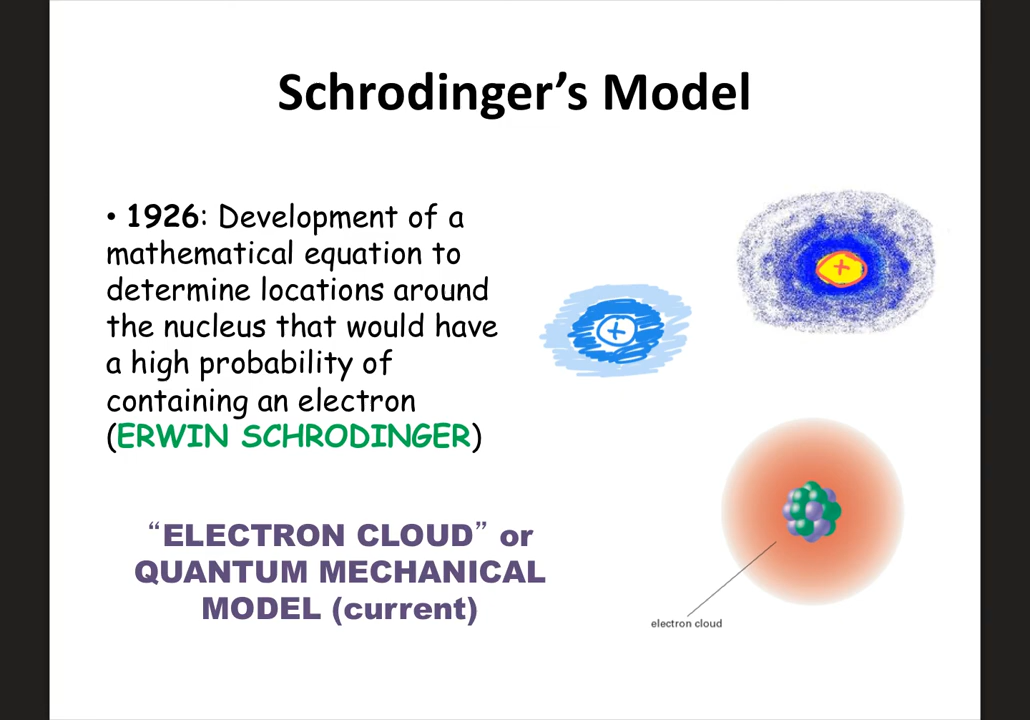 Schrodinger’s Model
• 1926: Development of a
mathematical equation to
determine locations around
the nucleus that would have
a high probability of
containing an electron
(ERWIN SCHRODINGER)
“ELECTRON CLOUD” or
QUANTUM MECHANICAL
MODEL (current)
+
+
electron cloud